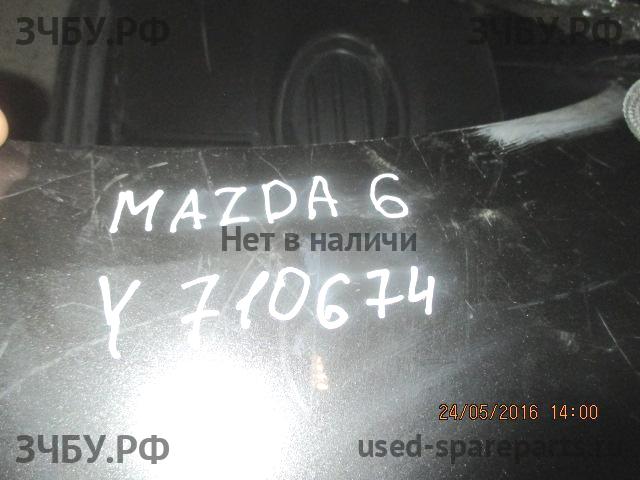 ЗЧБУ.РФ
ЗЧБУ.РФ
MAZDA 6
Нет в наличи
Y 710674
24/05/2016 14:00
ЗЧБУ.РФ
used-spareparts.ru